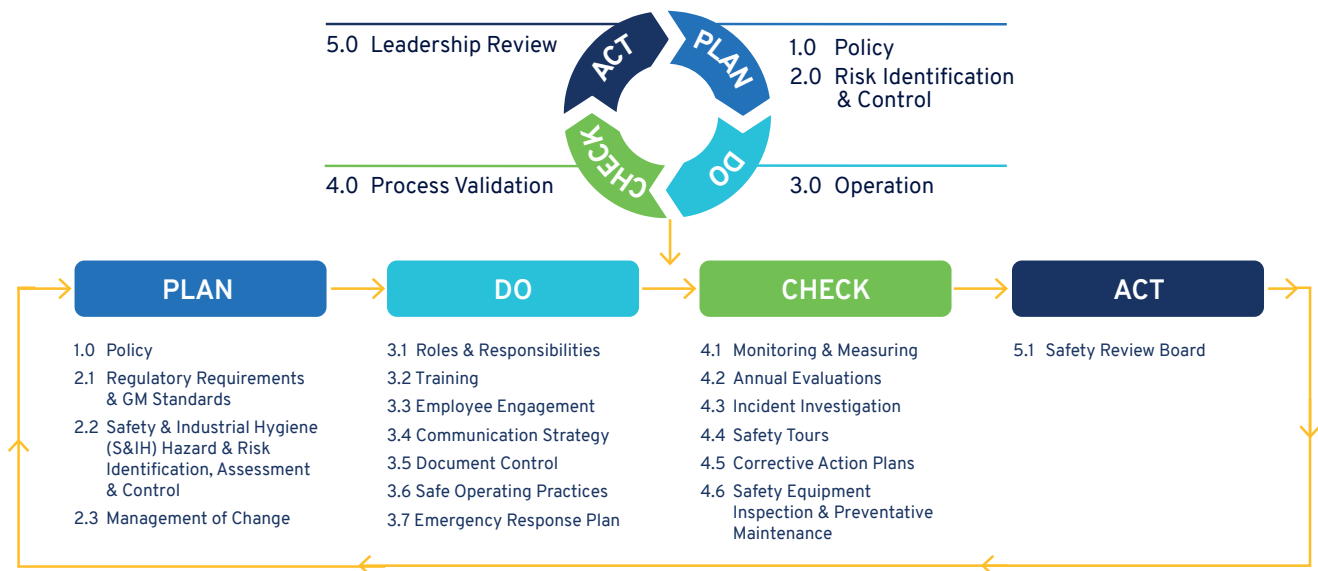 5.0 Leadership Review
ACT
PLAN
1.0 Policy
2.0 Risk Identification
& Control
CHECK
DO
4.0 Process Validation
3.0 Operation
PLAN
1.0 Policy
2.1 Regulatory Requirements
& GM Standards
2.2 Safety & Industrial Hygiene
(S&IH) Hazard & Risk
Identification, Assessment
& Control
2.3 Management of Change
DO
3.1 Roles & Responsibilities
3.2 Training
3.3 Employee Engagement
3.4 Communication Strategy
3.5 Document Control
3.6 Safe Operating Practices
3.7 Emergency Response Plan
CHECK
4.1 Monitoring & Measuring
4.2 Annual Evaluations
4.3 Incident Investigation
4.4 Safety Tours
4.5 Corrective Action Plans
4.6 Safety Equipment
Inspection & Preventative
Maintenance
ACT
5.1 Safety Review Board